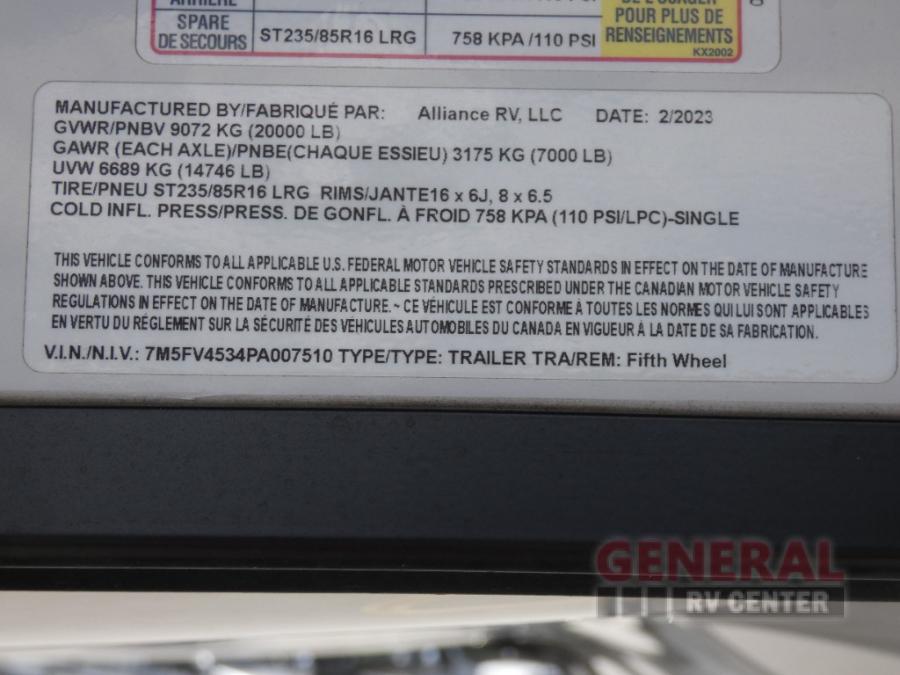 SPARE
DE SECOURS
ST235/85R16 LRG
758 KPA /110 PSI
POUR PLUS DE
RENSEIGNEMENTS
KX2002
MANUFACTURED BY/FABRIQUÉ PAR: Alliance RV, LLC DATE: 2/2023
GVWR/PNBV 9072 KG (20000 LB)
GAWR (EACH AXLE)/PNBE(CHAQUE ESSIEU) 3175 KG (7000 LB)
UVW 6689 KG (14746 LB)
TIRE/PNEU ST235/85R16 LRG RIMS/JANTE16 x 6J, 8 x 6.5
COLD INFL. PRESS/PRESS. DE GONFL. À FROID 758 KPA (110 PSI/LPC)-SINGLE
THIS VEHICLE CONFORMS TO ALL APPLICABLE U.S. FEDERAL MOTOR VEHICLE SAFETY STANDARDS IN EFFECT ON THE DATE OF MANUFACTURE
SHOWN ABOVE. THIS VEHICLE CONFORMS TO ALL APPLICABLE STANDARDS PRESCRIBED UNDER THE CANADIAN MOTOR VEHICLE SAFETY
REGULATIONS IN EFFECT ON THE DATE OF MANUFACTURE. ~ CE VÉHICULE EST CONFORME À TOUTES LES NORMES QUI LUI SONT APPLICABLES
EN VERTU DU RÉGLEMENT SUR LA SÉCURITÉ DES VÉHICULES AUTOMOBILES DU CANADA EN VIGUEUR À LA DATE DE SA FABRICATION.
V.I.N./N.I.V.: 7M5FV4534PA007510 TYPE/TYPE: TRAILER TRA/REM: Fifth Wheel
GENERAL
RV CENTER